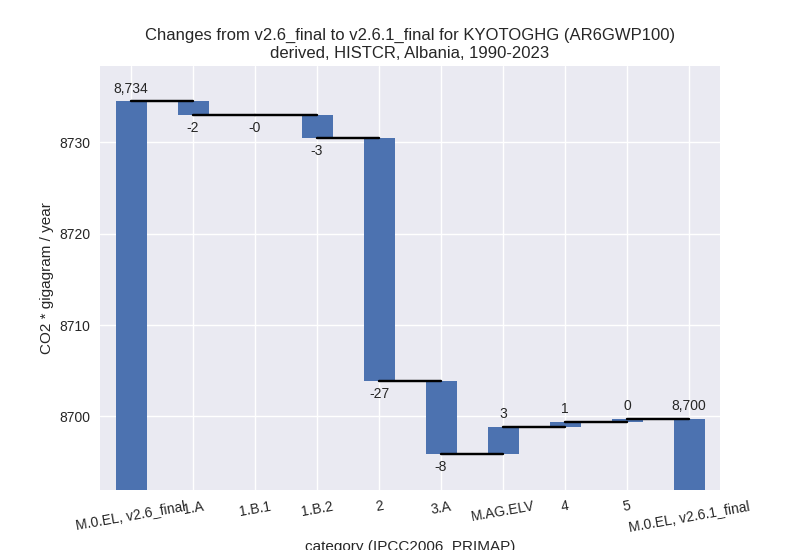 Changes from v2.6_final to v2.6.1_final for KYOTOGHG (AR6GWP100)
derived, HISTCR, Albania, 1990-2023
8,734
-2
-0
-3
-27
-8
3
1
0
8,700
8730
8720
8710
8700
CO2 * gigagram / year
M.0.EL, v2.6_final
1.A
1.B.1
1.B.2
2
3.A
M.AG.ELV
4
5
M.0.EL, v2.6.1_final
category (IPCC2006_PRIMAP)